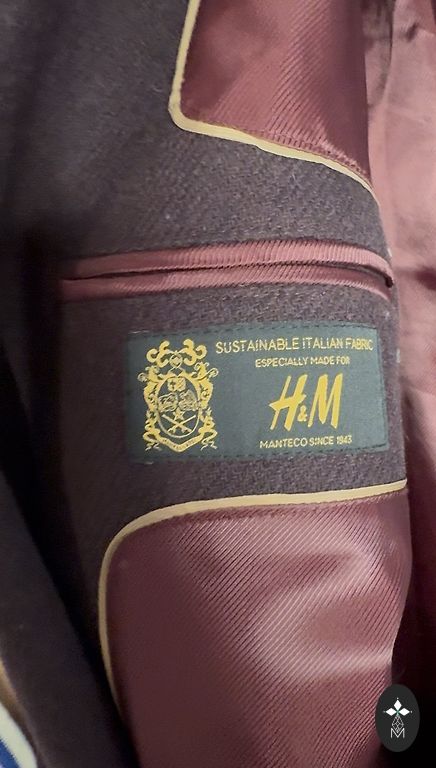 SUSTAINABLE ITALIAN FABRIC
ESPECIALLY MADE FOR
H&M
MANTECO SINCE 1943